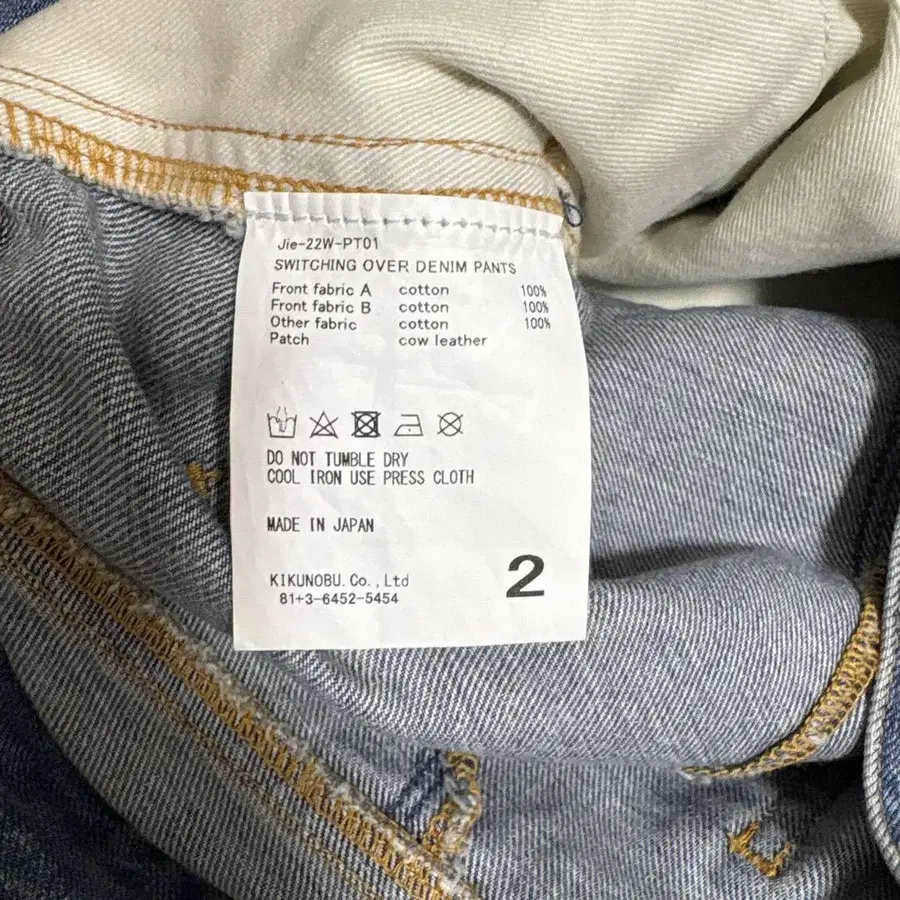 Jie-22W-PT01
SWITCHING OVER DENIM PANTS
Front fabric A cotton 100%
Front fabric B cotton 100%
Other fabric cotton 100%
Patch cow leather
DO NOT TUMBLE DRY
COOL IRON USE PRESS CLOTH
MADE IN JAPAN
KIKUNOBU. Co., Ltd
81+3-6452-5454
2